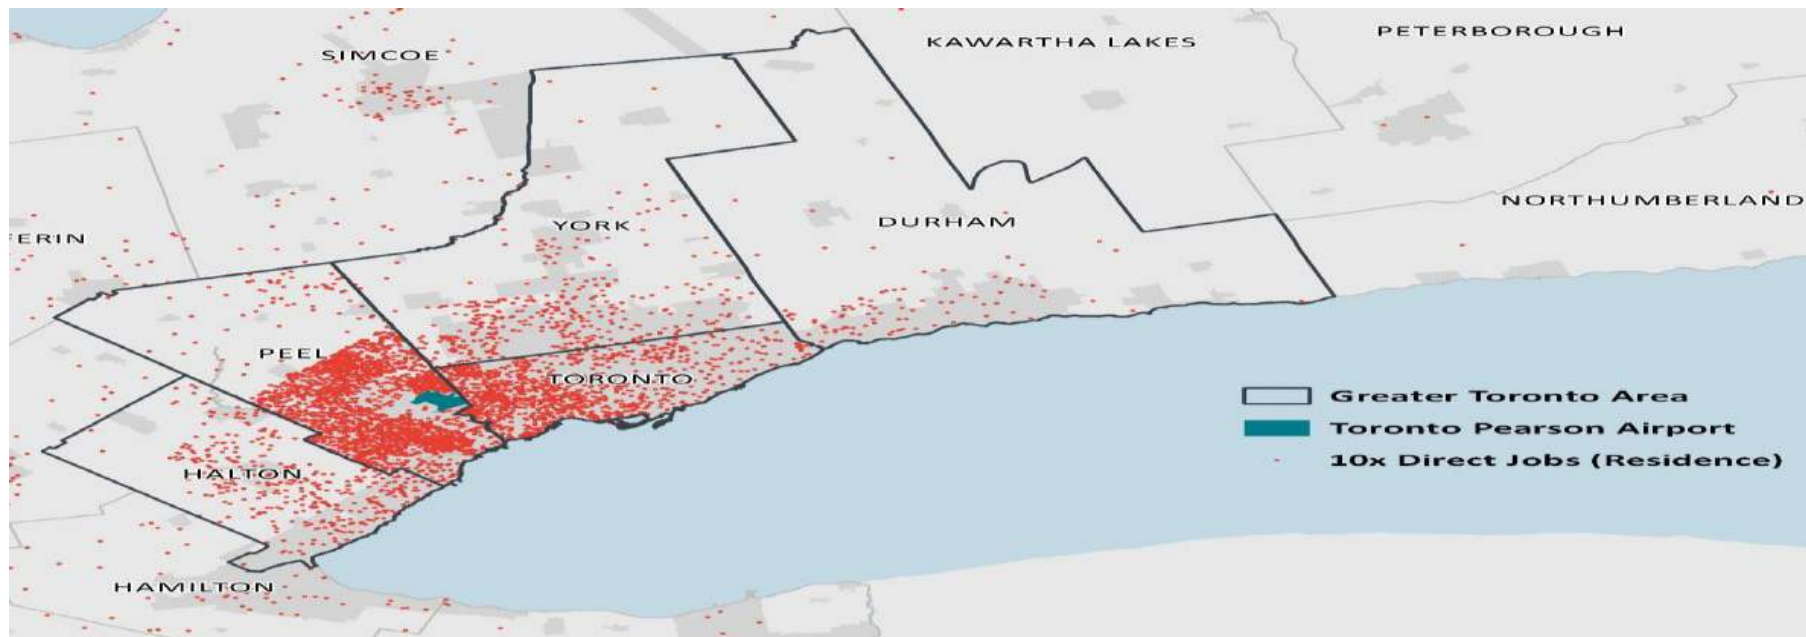 PETERBOROUGH
KAWARTHA LAKES
SIMCOE
NORTHUMBERLAND
YORK
DURHAM
FERIN
PEEL
TORONTO
HALTON
HAMILTON
Greater Toronto Area
Toronto Pearson Airport
10x Direct Jobs (Residence)